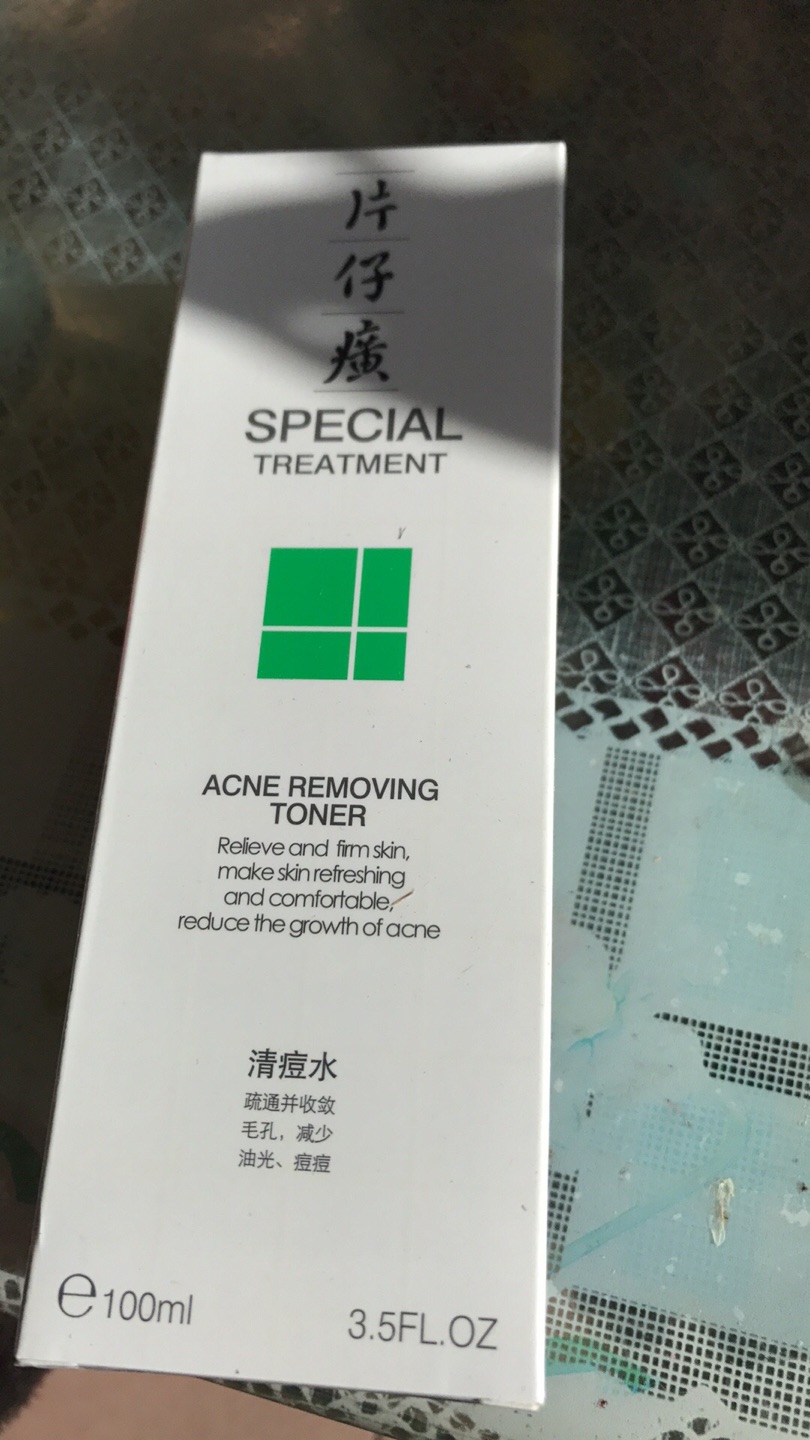 片
仔
癀
SPECIAL
TREATMENT
ACNE REMOVING
TONER
Relieve and firm skin,
make skin refreshing
and comfortable,
reduce the growth of acne
清痘水
疏通并收敛
毛孔，减少
油光、痘痘
℮100ml
3.5FL.OZ